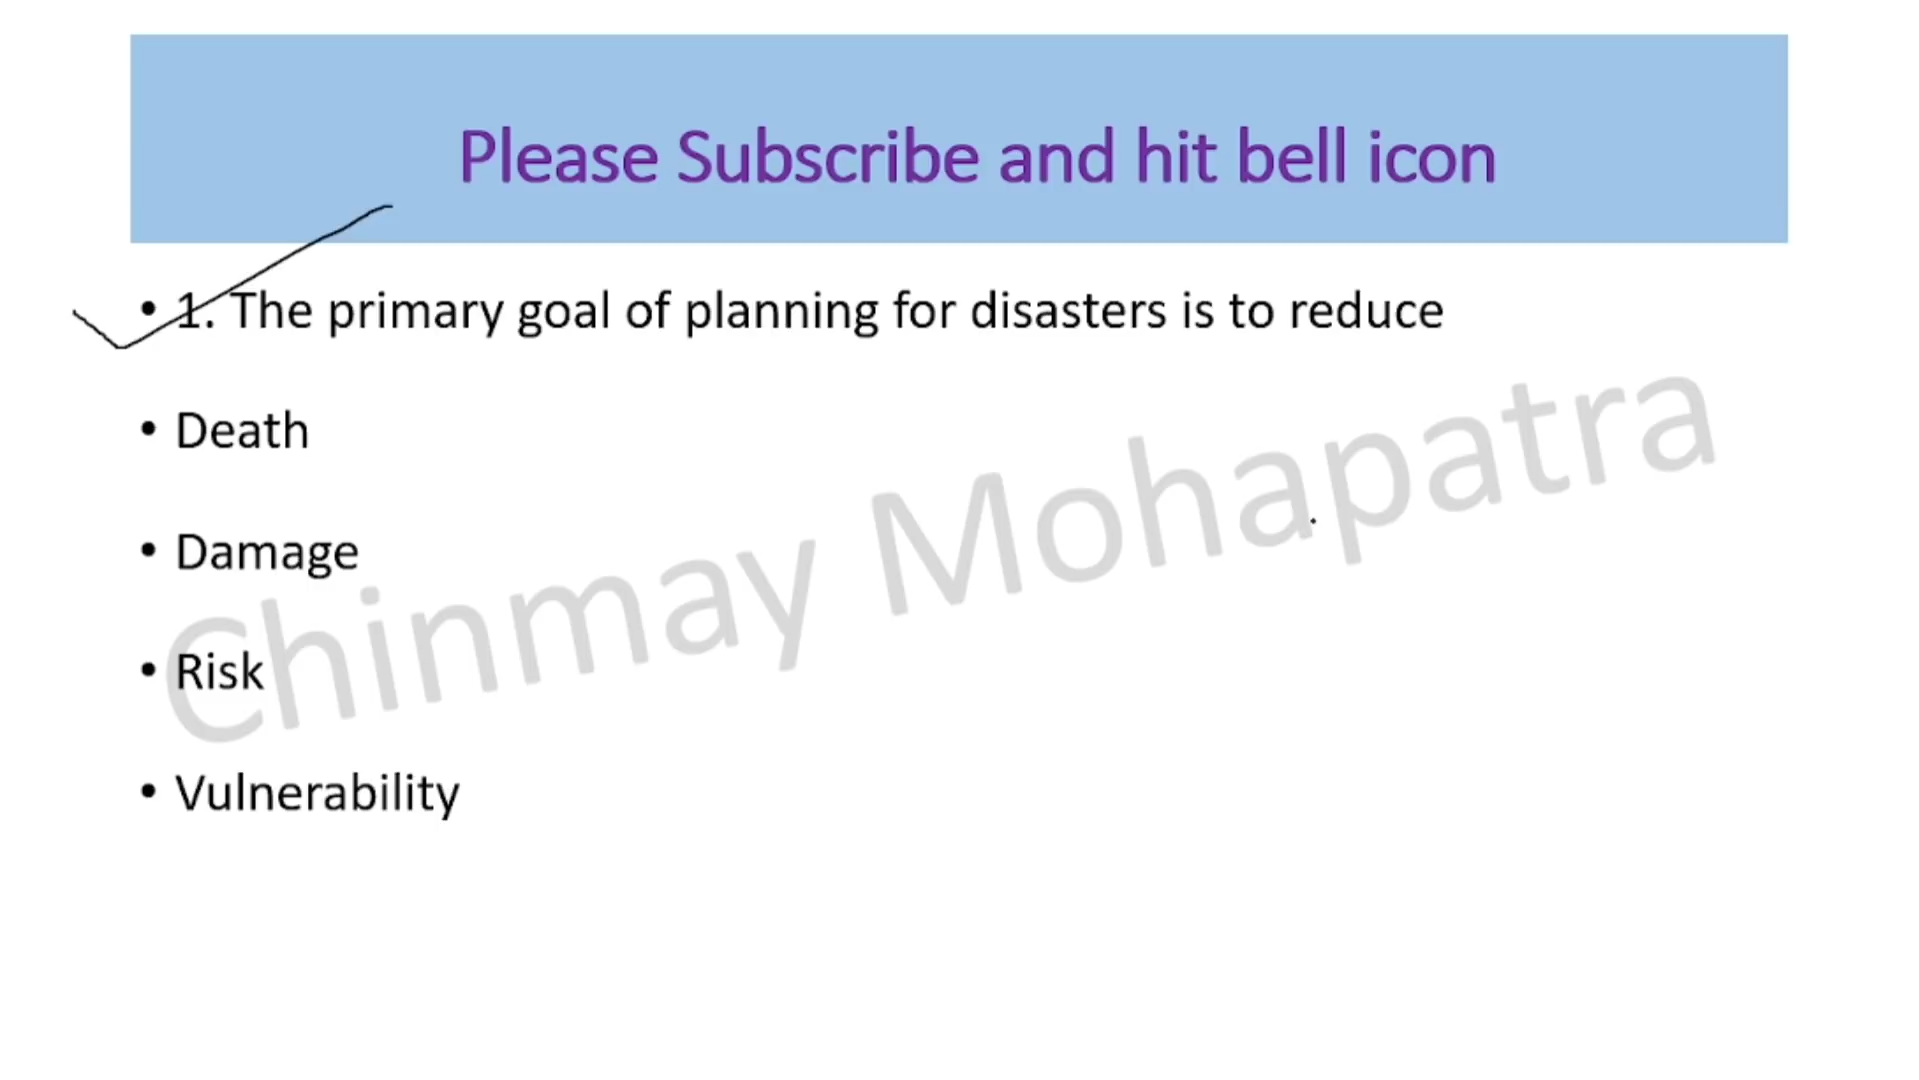 Please Subscribe and hit bell icon
• 1. The primary goal of planning for disasters is to reduce
• Death
• Damage
• Risk
• Vulnerability
Chinmay Mohapatra